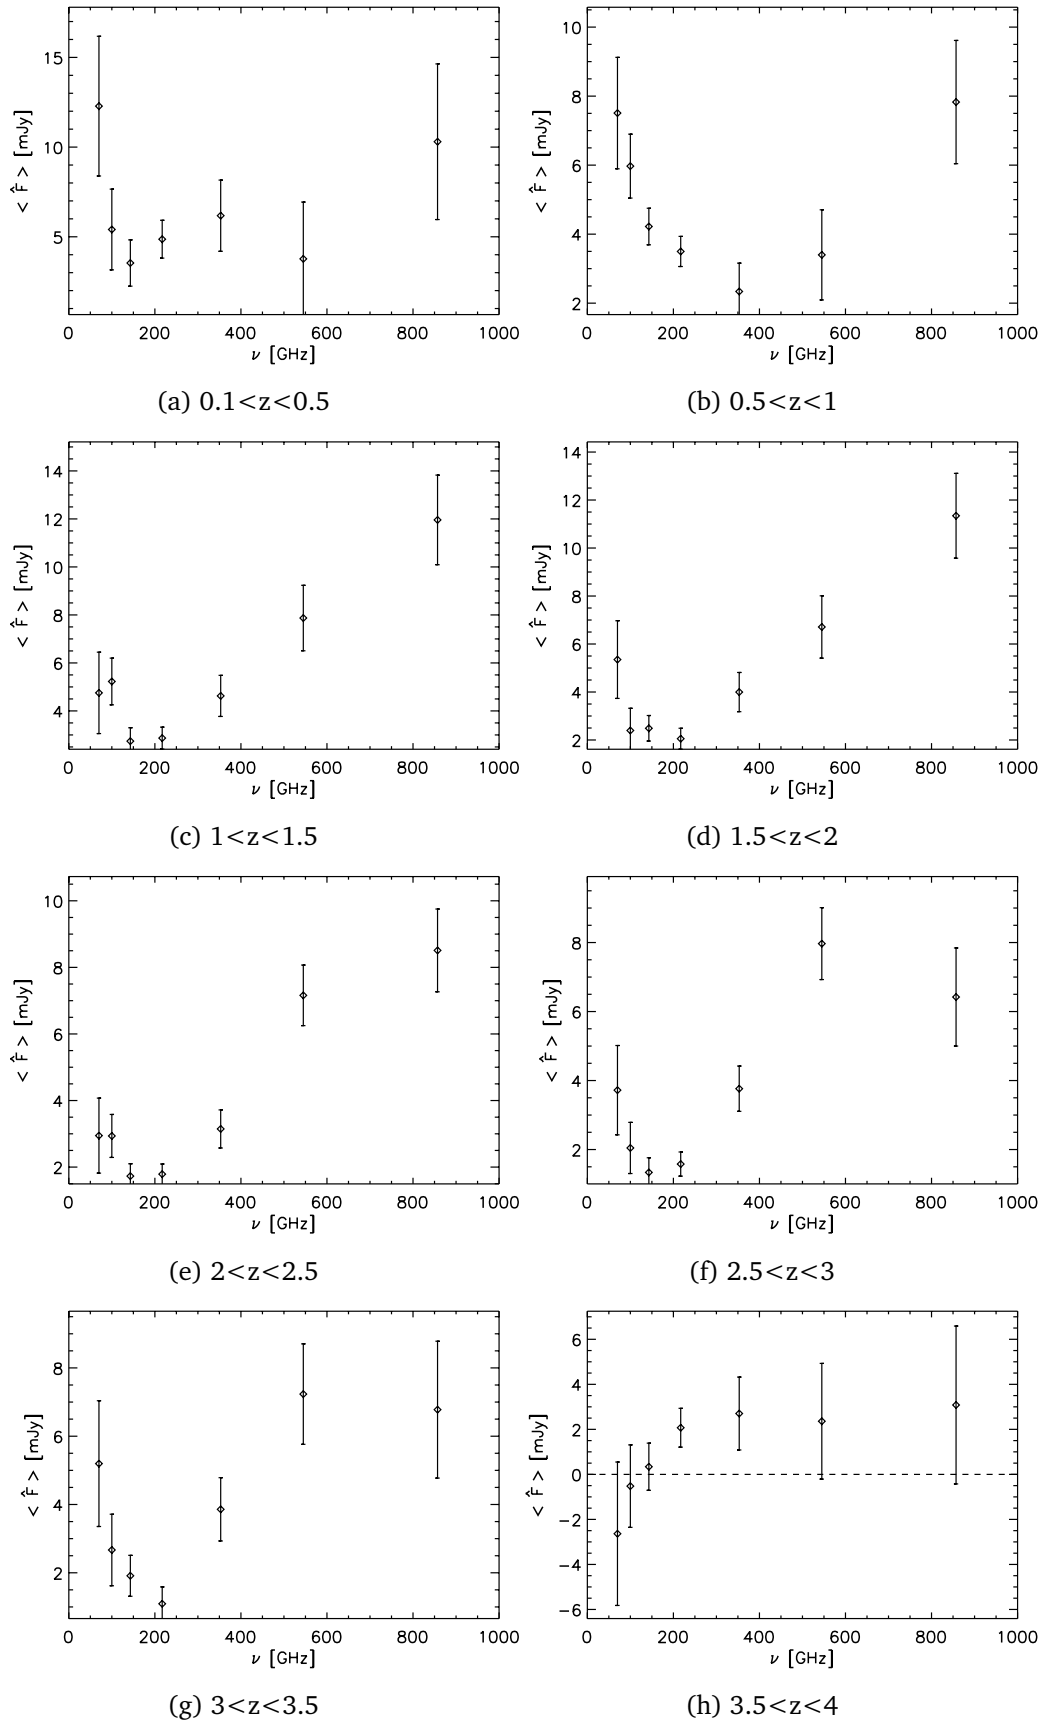 15
10
5
< F̂ > [mJy]
0 200 400 600 800 1000
ν [GHz]
(a) 0.1<z<0.5
10
8
6
4
2
< F̂ > [mJy]
0 200 400 600 800 1000
ν [GHz]
(b) 0.5<z<1
14
12
10
8
6
4
< F̂ > [mJy]
0 200 400 600 800 1000
ν [GHz]
(c) 1<z<1.5
14
12
10
8
6
4
2
< F̂ > [mJy]
0 200 400 600 800 1000
ν [GHz]
(d) 1.5<z<2
10
8
6
4
2
< F̂ > [mJy]
0 200 400 600 800 1000
ν [GHz]
(e) 2<z<2.5
8
6
4
2
< F̂ > [mJy]
0 200 400 600 800 1000
ν [GHz]
(f) 2.5<z<3
8
6
4
2
< F̂ > [mJy]
0 200 400 600 800 1000
ν [GHz]
(g) 3<z<3.5
6
4
2
0
−2
−4
−6
< F̂ > [mJy]
0 200 400 600 800 1000
ν [GHz]
(h) 3.5<z<4